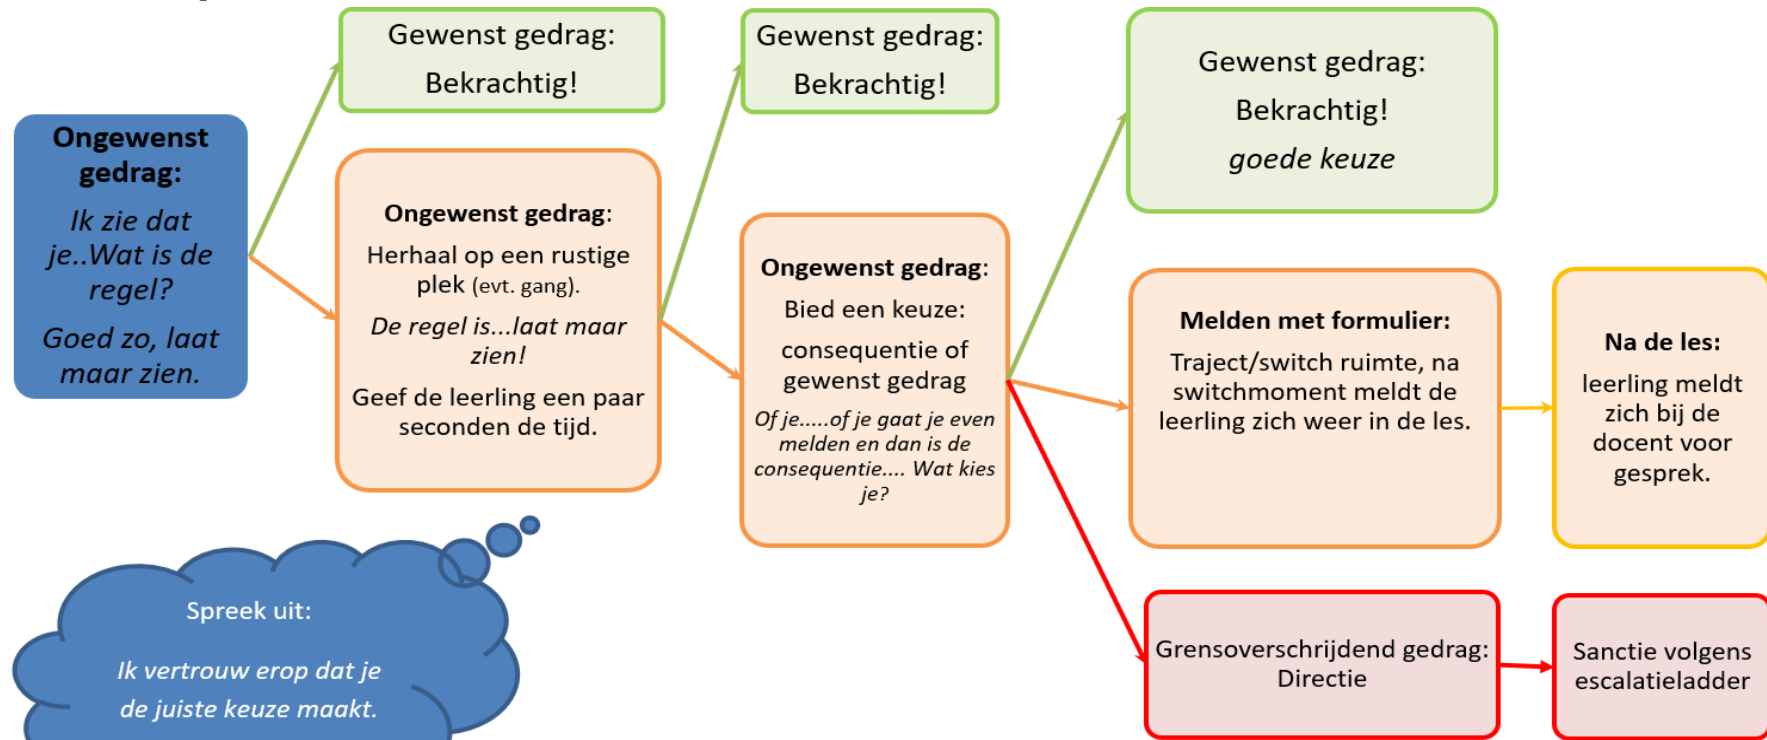 Ongewenst
gedrag:
Ik zie dat
je..Wat is de
regel?
Goed zo, laat
maar zien.
Gewenst gedrag:
Bekrachtig!
Ongewenst gedrag:
Herhaal op een rustige
plek (evt. gang).
De regel is...laat maar
zien!
Geef de leerling een paar
seconden de tijd.
Gewenst gedrag:
Bekrachtig!
Ongewenst gedrag:
Bied een keuze:
consequentie of
gewenst gedrag
Of je.....of je gaat je even
melden en dan is de
consequentie.... Wat kies
je?
Gewenst gedrag:
Bekrachtig!
goede keuze
Melden met formulier:
Traject/switch ruimte, na
switchmoment meldt de
leerling zich weer in de les.
Na de les:
leerling meldt
zich bij de
docent voor
gesprek.
Grensoverschrijdend gedrag:
Directie
Sanctie volgens
escalatieladder
Spreek uit:
Ik vertrouw erop dat je
de juiste keuze maakt.